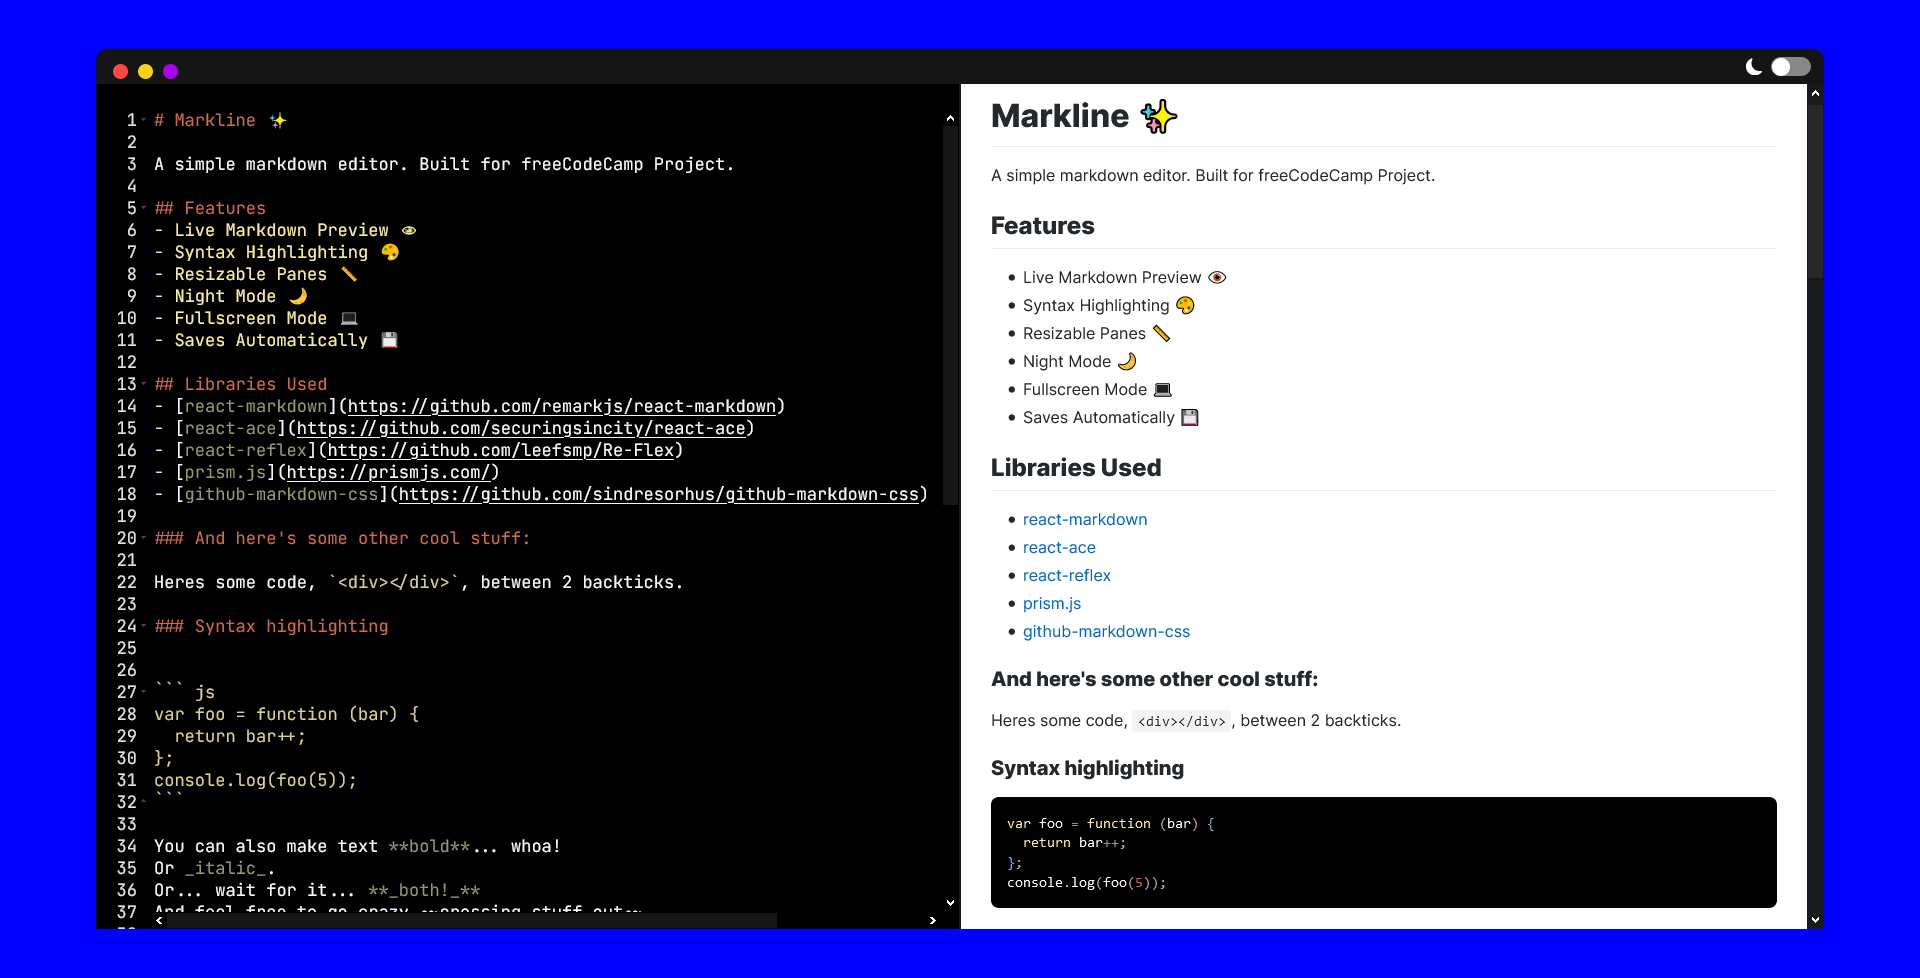 1 # Markline ✨
2
3 A simple markdown editor. Built for freeCodeCamp Project.
4
5 ## Features
6 - Live Markdown Preview 👁
7 - Syntax Highlighting 🎨
8 - Resizable Panes 📏
9 - Night Mode 🌙
10 - Fullscreen Mode 💻
11 - Saves Automatically 💾
12
13 ## Libraries Used
14 - [react-markdown](https://github.com/remarkjs/react-markdown)
15 - [react-ace](https://github.com/securingsincity/react-ace)
16 - [react-reflex](https://github.com/leefsmp/Re-Flex)
17 - [prism.js](https://prismjs.com/)
18 - [github-markdown-css](https://github.com/sindresorhus/github-markdown-css)
19
20 ### And here's some other cool stuff:
21
22 Heres some code, `<div></div>`, between 2 backticks.
23
24 ### Syntax highlighting
25
26
27 ``` js
28 var foo = function (bar) {
29   return bar++;
30 };
31 console.log(foo(5));
32 ```
33
34 You can also make text **bold**... whoa!
35 Or _italic_.
36 Or... wait for it... **_both!_**
37 And feel free to go crazy ~~crossing stuff out~~
Markline ✨
A simple markdown editor. Built for freeCodeCamp Project.
Features
• Live Markdown Preview 👁
• Syntax Highlighting 🎨
• Resizable Panes 📏
• Night Mode 🌙
• Fullscreen Mode 💻
• Saves Automatically 💾
Libraries Used
• react-markdown
• react-ace
• react-reflex
• prism.js
• github-markdown-css
And here's some other cool stuff:
Heres some code, <div></div>, between 2 backticks.
Syntax highlighting
var foo = function (bar) {
  return bar++;
};
console.log(foo(5));